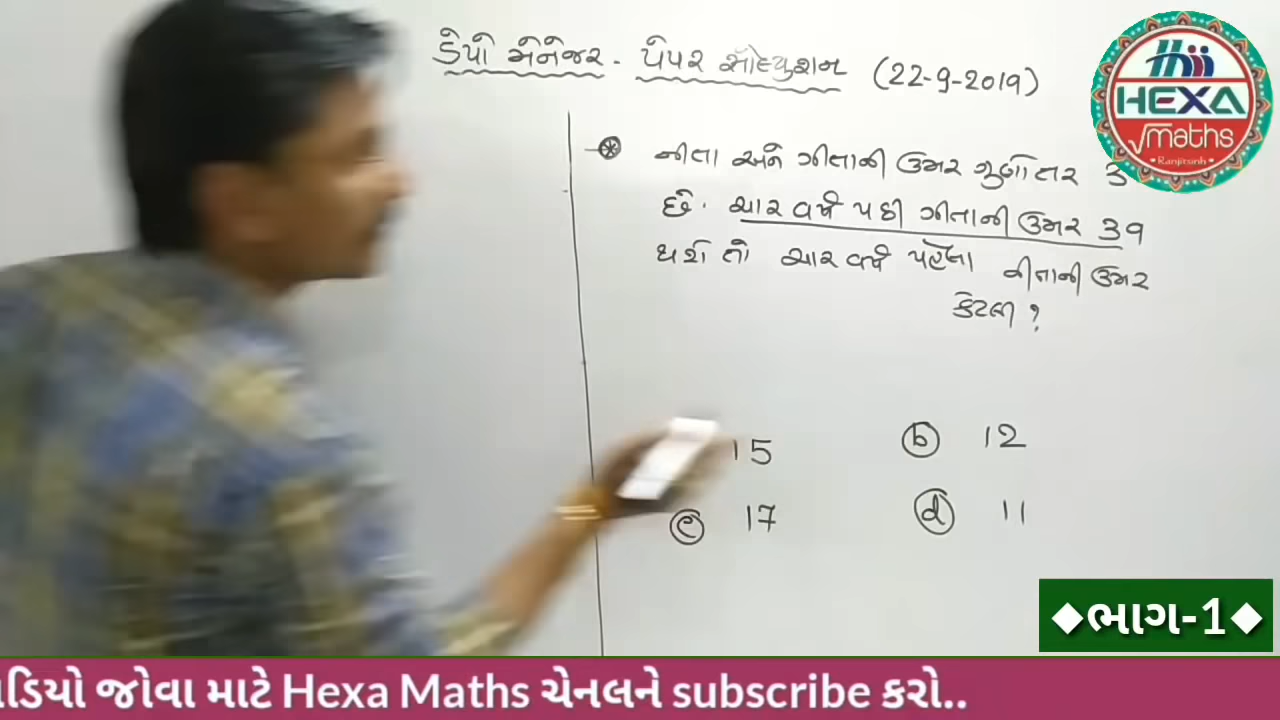 ડેપો મેનેજર - પેપર સૉલ્યુશન (22-9-2019)
નીતા અને ગીતાની ઉંમર ગુણોત્તર 3
છે. ચાર વર્ષ પછી ગીતાની ઉંમર 39
થશે તો ચાર વર્ષ પહેલા નીતાની ઉંમર
કેટલી ?
15 (b) 12
(c) 17 (d) 11
HEXA
maths
Ranjitsinh
◆ભાગ-1◆
ડિયો જોવા માટે Hexa Maths ચેનલને subscribe કરો..